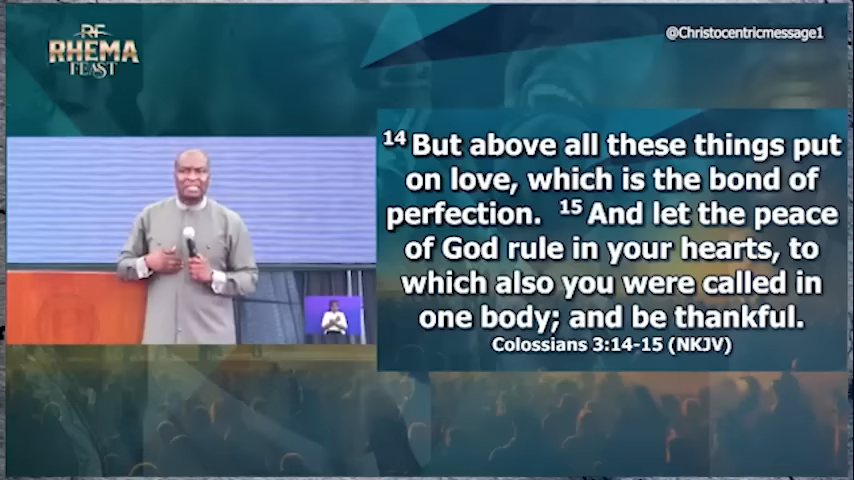 RF
RHEMA
FEAST
@Christocentricmessage1
14 But above all these things put
on love, which is the bond of
perfection. 15 And let the peace
of God rule in your hearts, to
which also you were called in
one body; and be thankful.
Colossians 3:14-15 (NKJV)